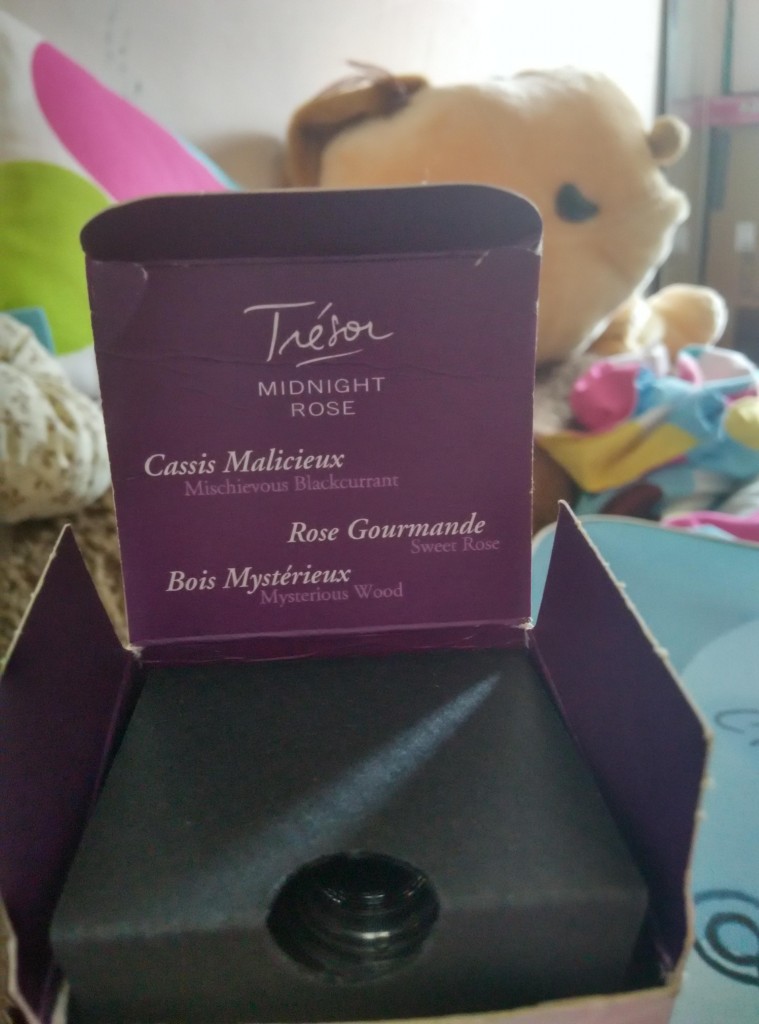 Trésor
MIDNIGHT
ROSE
Cassis Malicieux
Mischievous Blackcurrant
Rose Gourmande
Sweet Rose
Bois Mystérieux
Mysterious Wood